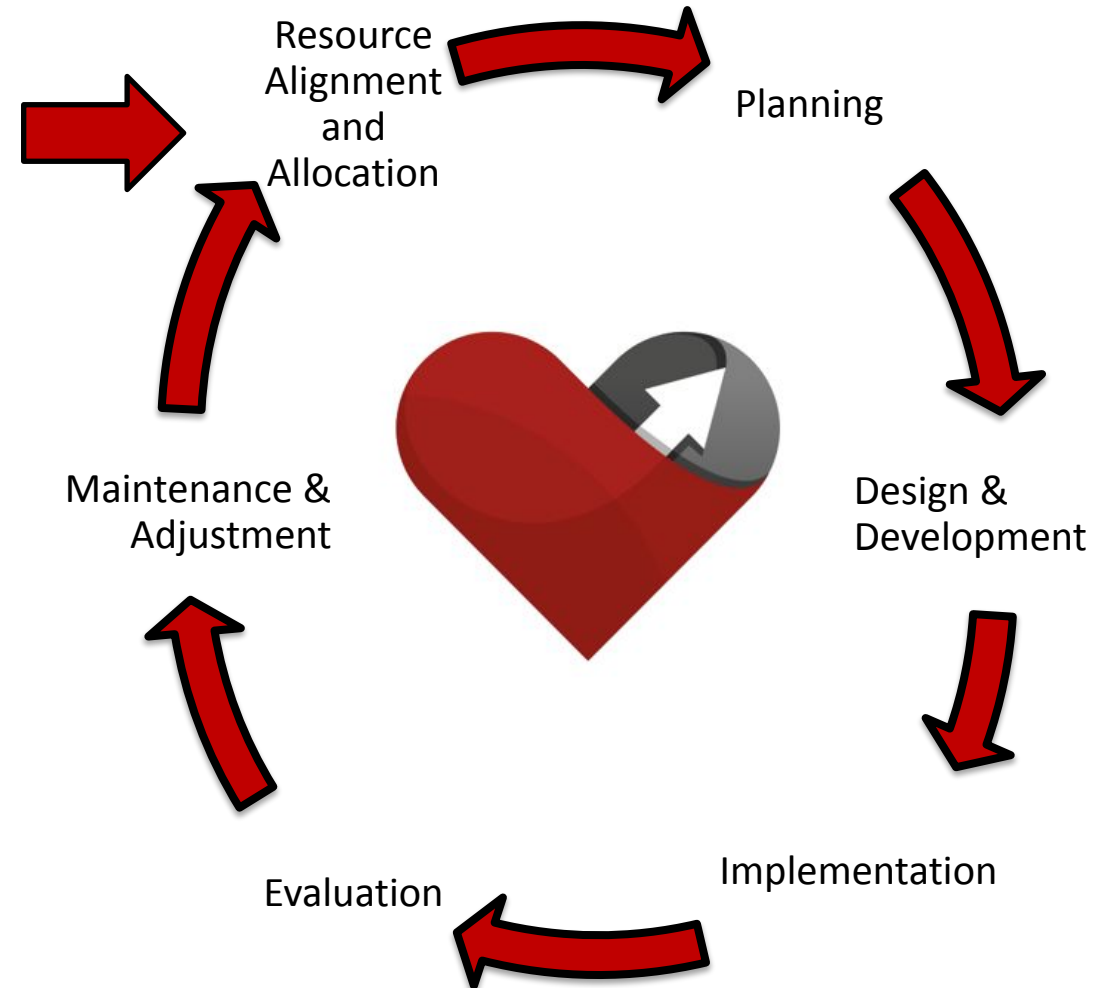 Resource
Alignment
and
Allocation
Planning
Design &
Development
Implementation
Evaluation
Maintenance &
Adjustment